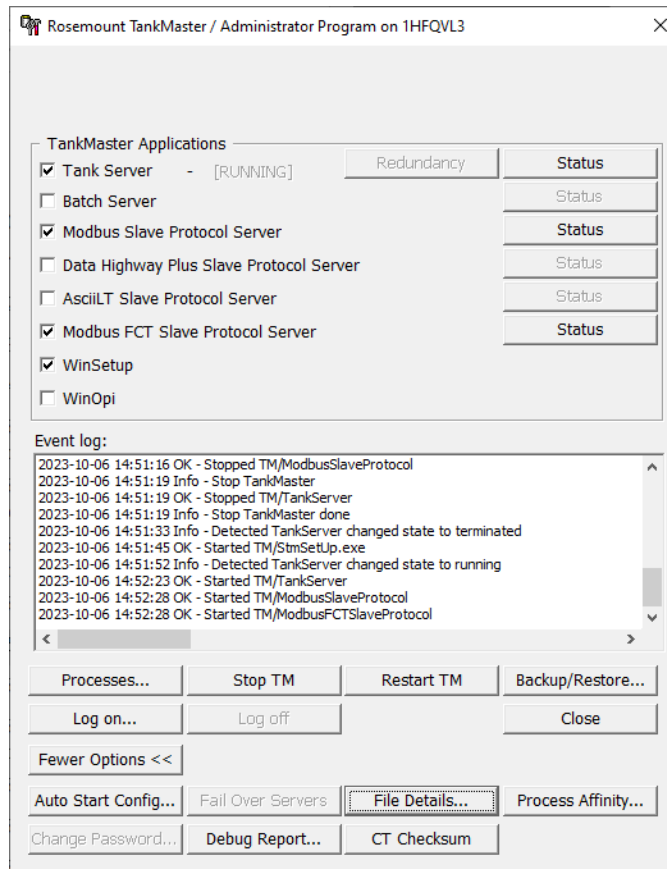 Rosemount TankMaster / Administrator Program on 1HFQVL3
TankMaster Applications
Tank Server - [RUNNING] Redundancy Status
Batch Server Status
Modbus Slave Protocol Server Status
Data Highway Plus Slave Protocol Server Status
AsciiLT Slave Protocol Server Status
Modbus FCT Slave Protocol Server Status
WinSetup
WinOpi
Event log:
2023-10-06 14:51:16 OK - Stopped TM/ModbusSlaveProtocol
2023-10-06 14:51:19 Info - Stop TankMaster
2023-10-06 14:51:19 OK - Stopped TM/TankServer
2023-10-06 14:51:19 Info - Stop TankMaster done
2023-10-06 14:51:33 Info - Detected TankServer changed state to terminated
2023-10-06 14:51:45 OK - Started TM/StmSetUp.exe
2023-10-06 14:51:52 Info - Detected TankServer changed state to running
2023-10-06 14:52:23 OK - Started TM/TankServer
2023-10-06 14:52:28 OK - Started TM/ModbusSlaveProtocol
2023-10-06 14:52:28 OK - Started TM/ModbusFCTSlaveProtocol
Processes... Stop TM Restart TM Backup/Restore...
Log on... Log off Close
Fewer Options <<
Auto Start Config... Fail Over Servers File Details... Process Affinity...
Change Password... Debug Report... CT Checksum